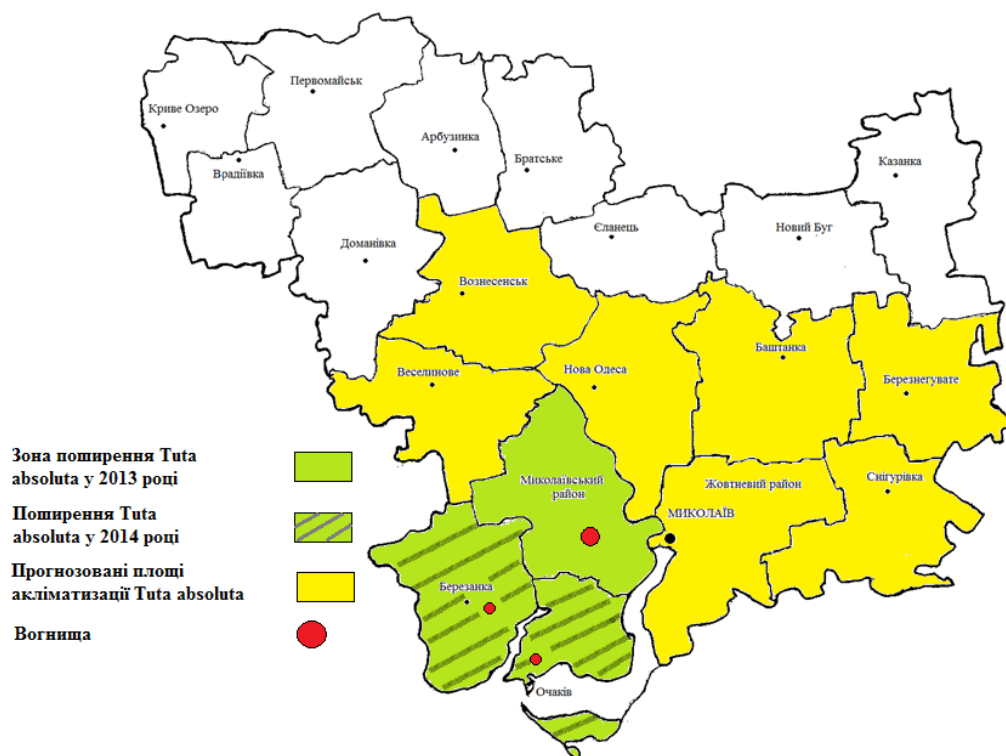 Первомайськ
Криве Озеро
Арбузинка
Братське
Врадіївка
Казанка
Єланець
Новий Буг
Доманівка
Вознесенськ
Баштанка
Нова Одеса
Веселинове
Березнегувате
Зона поширення Tuta
absoluta у 2013 році
Миколаївський
район
Жовтневий район
Снігурівка
Поширення Tuta
absoluta у 2014 році
МИКОЛАЇВ
Прогнозовані площі
акліматизації Tuta absoluta
Березанка
Вогнища
Очаків